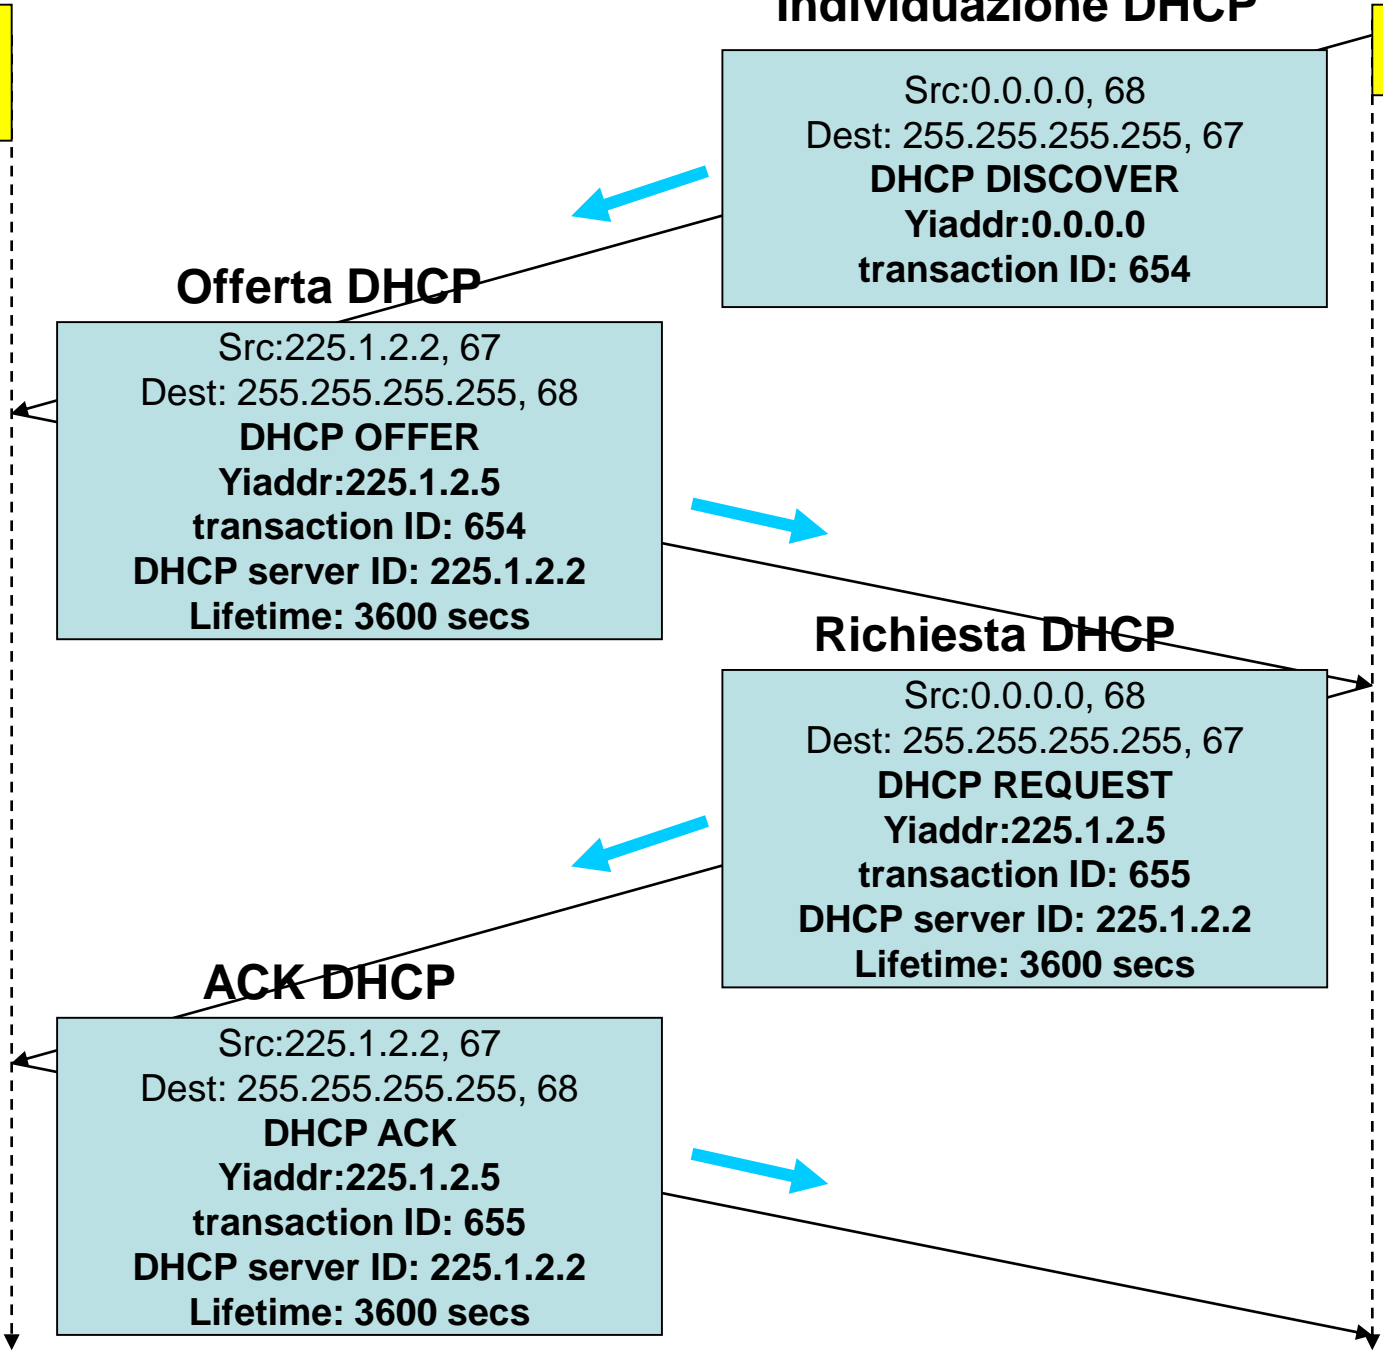 Individuazione DHCP
Src:0.0.0.0, 68
Dest: 255.255.255.255, 67
DHCP DISCOVER
Yiaddr:0.0.0.0
transaction ID: 654
Offerta DHCP
Src:225.1.2.2, 67
Dest: 255.255.255.255, 68
DHCP OFFER
Yiaddr:225.1.2.5
transaction ID: 654
DHCP server ID: 225.1.2.2
Lifetime: 3600 secs
Richiesta DHCP
Src:0.0.0.0, 68
Dest: 255.255.255.255, 67
DHCP REQUEST
Yiaddr:225.1.2.5
transaction ID: 655
DHCP server ID: 225.1.2.2
Lifetime: 3600 secs
ACK DHCP
Src:225.1.2.2, 67
Dest: 255.255.255.255, 68
DHCP ACK
Yiaddr:225.1.2.5
transaction ID: 655
DHCP server ID: 225.1.2.2
Lifetime: 3600 secs